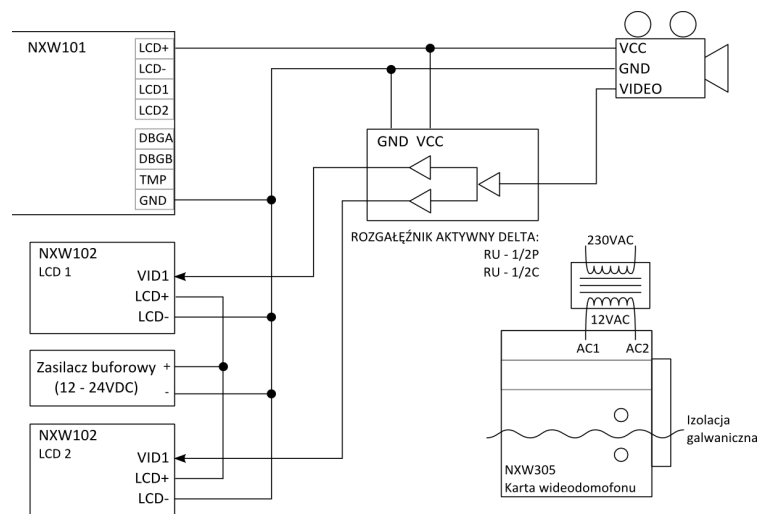 NXW101
LCD+
LCD-
LCD1
LCD2
DBGA
DBGB
TMP
GND
VCC
GND
VIDEO
GND VCC
ROZGAŁĘŹNIK AKTYWNY DELTA:
RU - 1/2P
RU - 1/2C
NXW102
LCD 1
VID1
LCD+
LCD-
Zasilacz buforowy +
(12 - 24VDC) -
NXW102
LCD 2
VID1
LCD+
LCD-
230VAC
12VAC
AC1 AC2
Izolacja
galwaniczna
NXW305
Karta wideodomofonu